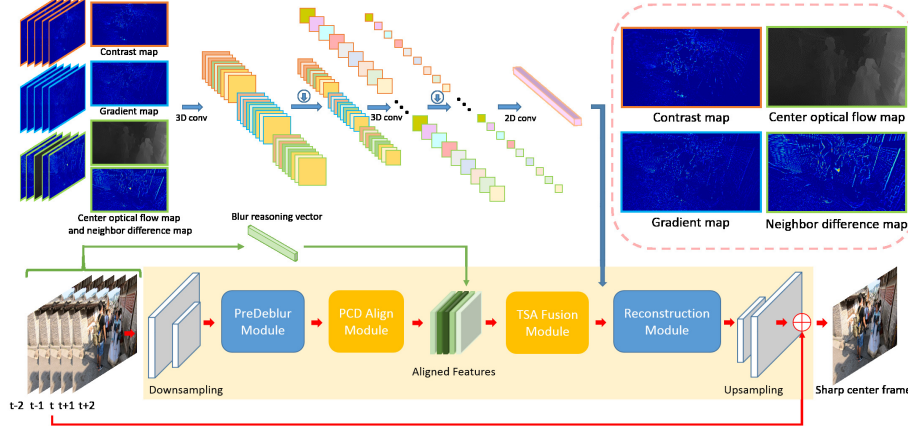 Contrast map
Gradient map
Center optical flow map
and neighbor difference map
3D conv
3D conv
2D conv
Contrast map
Center optical flow map
Gradient map
Neighbor difference map
Blur reasoning vector
PreDeblur
Module
PCD Align
Module
TSA Fusion
Module
Reconstruction
Module
Downsampling
Aligned Features
Upsampling
Sharp center frame
t-2 t-1 t t+1 t+2